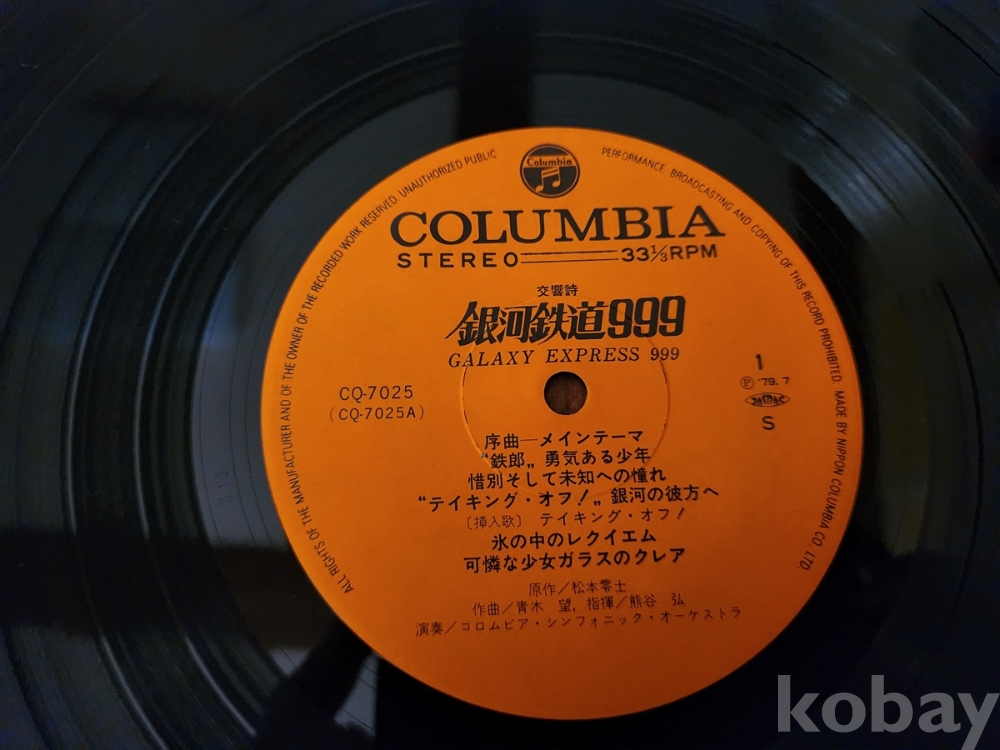 Columbia
COLUMBIA
STEREO 33⅓RPM
交響詩
銀河鉄道999
GALAXY EXPRESS 999
CQ-7025
(CQ-7025A)
1
Ⓟ '79.7
S
序曲―メインテーマ
“鉄郎„ 勇気ある少年
惜別そして未知への憧れ
“テイキング・オフ!„ 銀河の彼方へ
〔挿入歌〕 テイキング・オフ!
氷の中のレクイエム
可憐な少女ガラスのクレア
原作/松本零士
作曲/青木 望, 指揮/熊谷 弘
演奏/コロムビア・シンフォニック・オーケストラ
ALL RIGHTS OF THE MANUFACTURER AND OF THE OWNER OF THE RECORDED WORK RESERVED. UNAUTHORIZED PUBLIC PERFORMANCE, BROADCASTING AND COPYING OF THIS RECORD PROHIBITED. MADE BY NIPPON COLUMBIA CO. LTD.
kobay